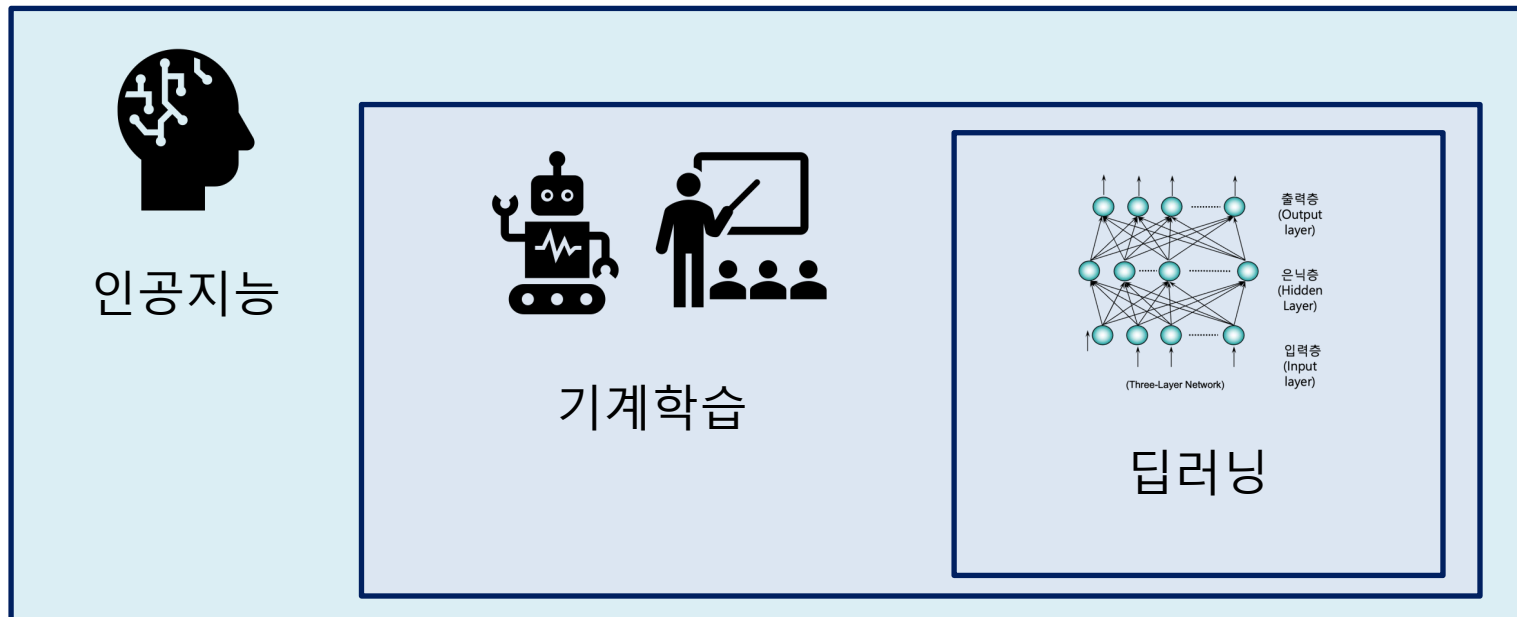 인공지능
기계학습
출력층
(Output
layer)
은닉층
(Hidden
Layer)
입력층
(Input
layer)
(Three-Layer Network)
딥러닝